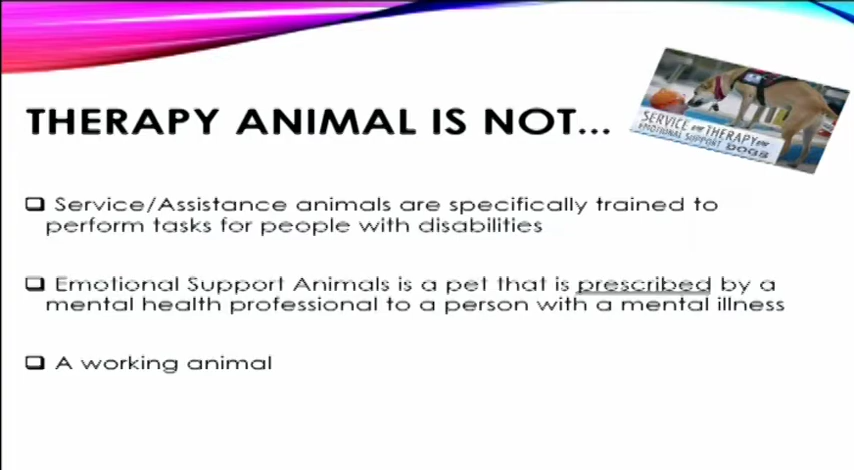 THERAPY ANIMAL IS NOT...
SERVICE OR THERAPY OR
EMOTIONAL SUPPORT DOGS
Service/Assistance animals are specifically trained to
perform tasks for people with disabilities
Emotional Support Animals is a pet that is prescribed by a
mental health professional to a person with a mental illness
A working animal